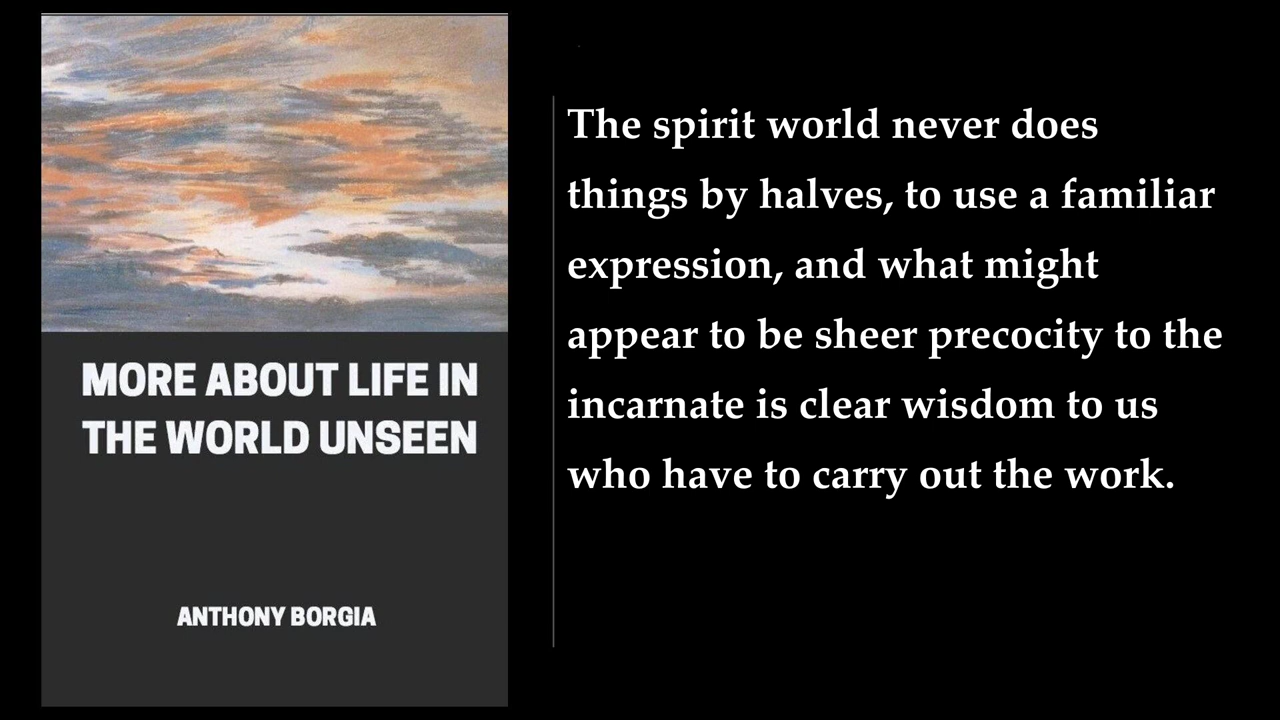 MORE ABOUT LIFE IN
THE WORLD UNSEEN
ANTHONY BORGIA
The spirit world never does
things by halves, to use a familiar
expression, and what might
appear to be sheer precocity to the
incarnate is clear wisdom to us
who have to carry out the work.